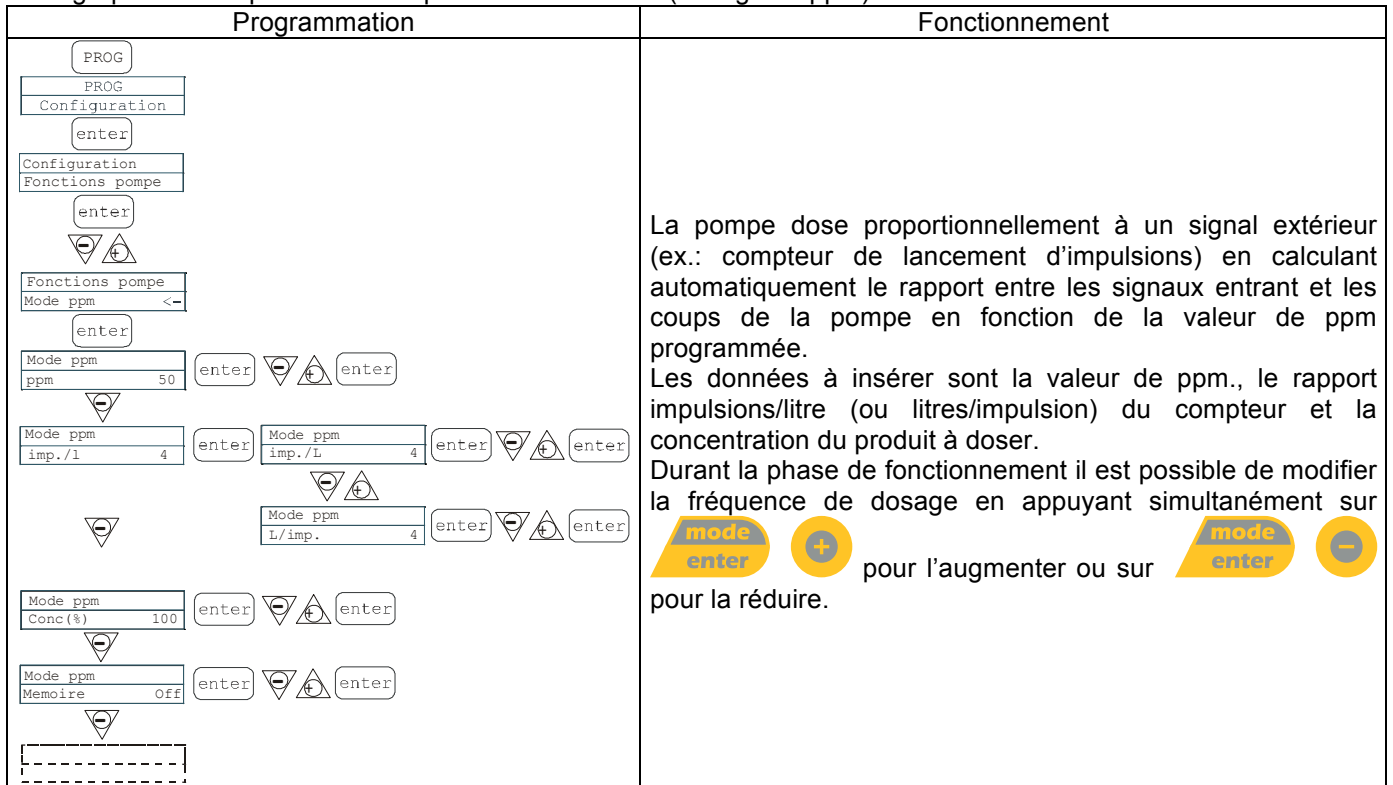 Programmation
PROG
PROG
Configuration
enter
Configuration
Fonctions pompe
enter
- +
Fonctions pompe
Mode ppm <-
enter
Mode ppm
ppm 50 enter - + enter
-
Mode ppm
imp./l 4 enter
Mode ppm
imp./L 4 enter - + enter
- +
Mode ppm
L/imp. 4 enter - + enter
-
Mode ppm
Conc(%) 100 enter - + enter
-
Mode ppm
Memoire Off enter - + enter
-
Fonctionnement
La pompe dose proportionnellement à un signal extérieur
(ex.: compteur de lancement d’impulsions) en calculant
automatiquement le rapport entre les signaux entrant et les
coups de la pompe en fonction de la valeur de ppm
programmée.
Les données à insérer sont la valeur de ppm., le rapport
impulsions/litre (ou litres/impulsion) du compteur et la
concentration du produit à doser.
Durant la phase de fonctionnement il est possible de modifier
la fréquence de dosage en appuyant simultanément sur
mode enter + pour l’augmenter ou sur mode enter -
pour la réduire.